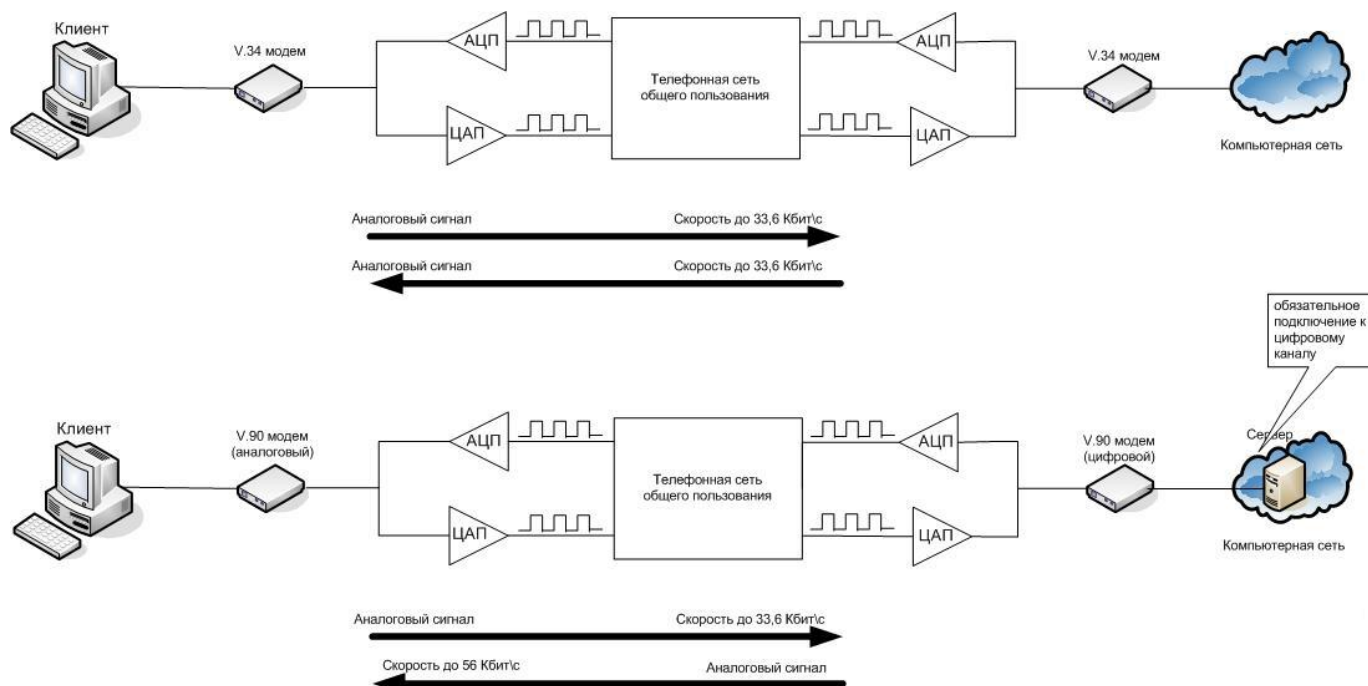 Клиент
V.34 модем
АЦП
ЦАП
Телефонная сеть
общего пользования
АЦП
ЦАП
V.34 модем
Компьютерная сеть
Аналоговый сигнал
Скорость до 33,6 Кбит\с
Аналоговый сигнал
Скорость до 33,6 Кбит\с
обязательное
подключение к
цифровому
каналу
Клиент
V.90 модем
(аналоговый)
АЦП
ЦАП
Телефонная сеть
общего пользования
АЦП
ЦАП
V.90 модем
(цифровой)
Сервер
Компьютерная сеть
Аналоговый сигнал
Скорость до 33,6 Кбит\с
Скорость до 56 Кбит\с
Аналоговый сигнал